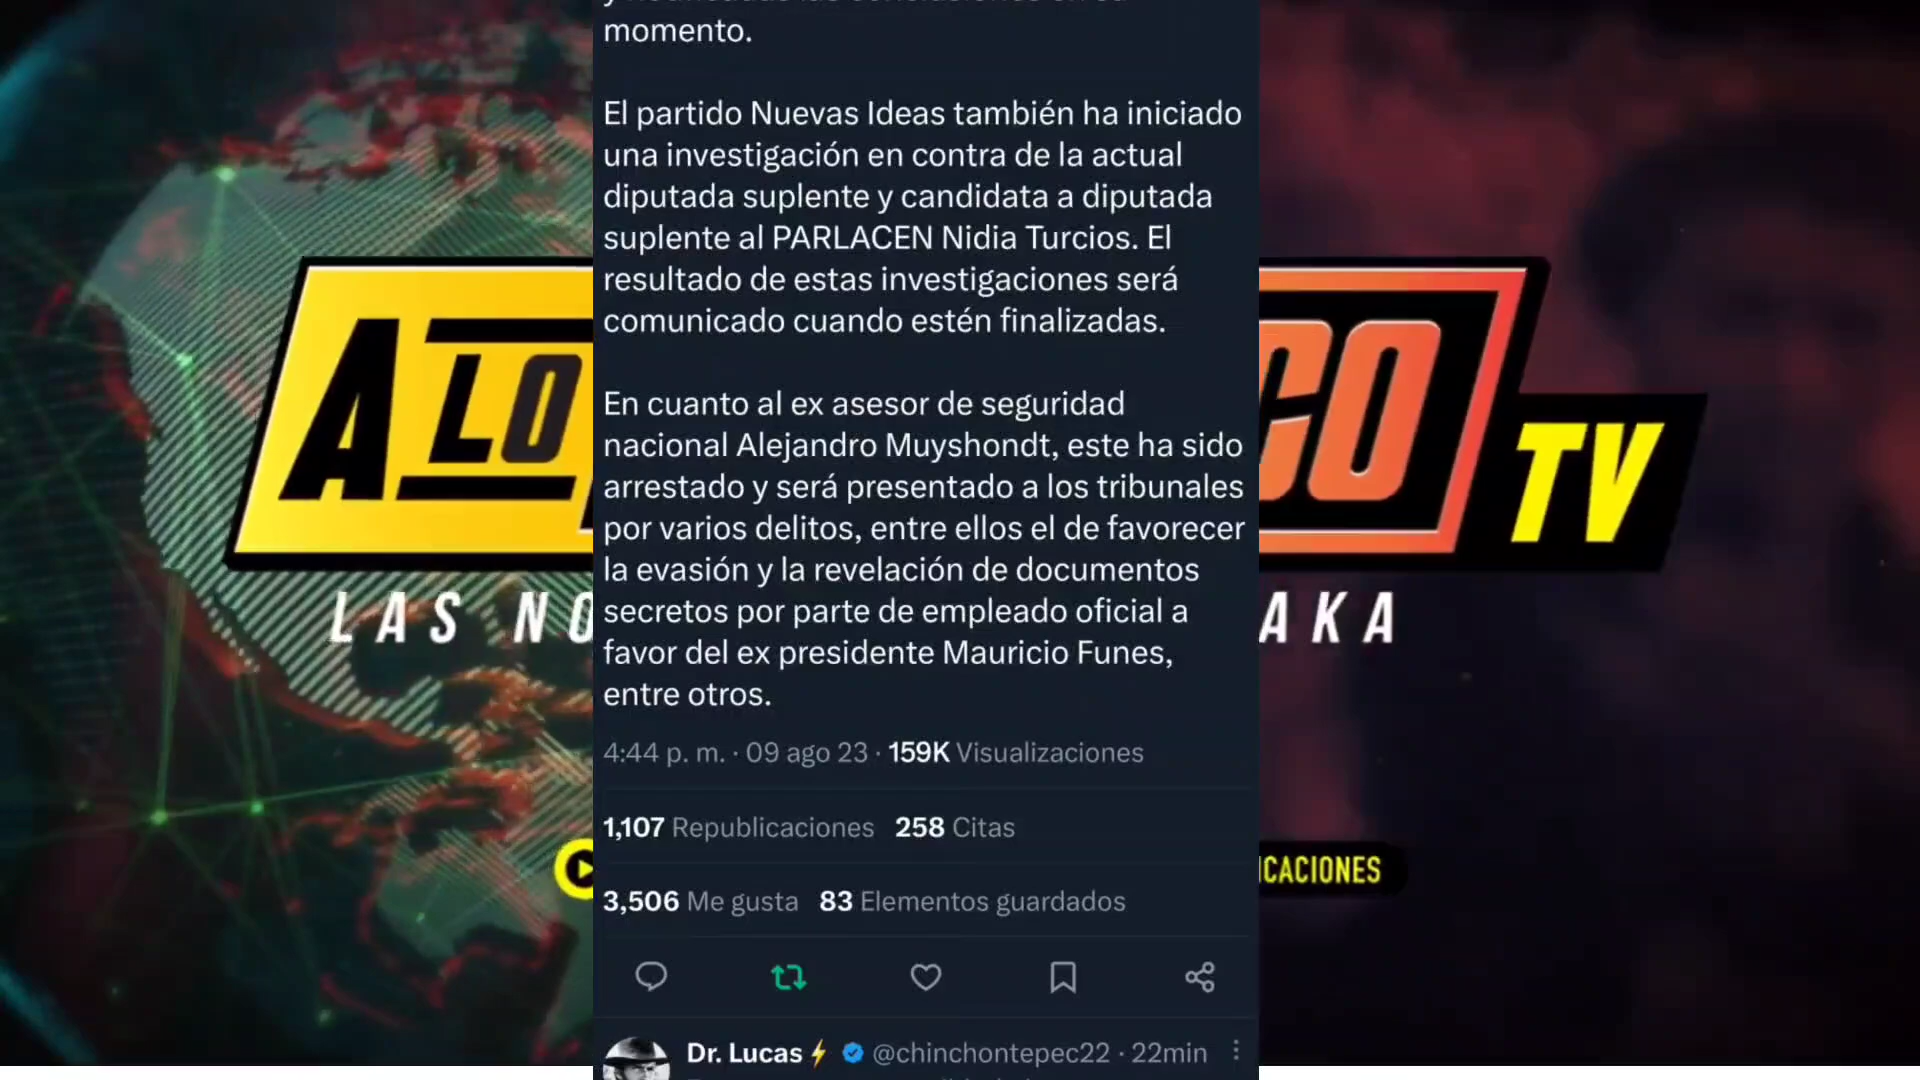 momento.
El partido Nuevas Ideas también ha iniciado
una investigación en contra de la actual
diputada suplente y candidata a diputada
suplente al PARLACEN Nidia Turcios. El
resultado de estas investigaciones será
comunicado cuando estén finalizadas.
En cuanto al ex asesor de seguridad
nacional Alejandro Muyshondt, este ha sido
arrestado y será presentado a los tribunales
por varios delitos, entre ellos el de favorecer
la evasión y la revelación de documentos
secretos por parte de empleado oficial a
favor del ex presidente Mauricio Funes,
entre otros.
4:44 p. m. · 09 ago 23 · 159K Visualizaciones
1,107 Republicaciones 258 Citas
3,506 Me gusta 83 Elementos guardados
Dr. Lucas⚡ @chinchontepec22 · 22min
A LO
CO
TV
LAS NO
AKA
ICACIONES